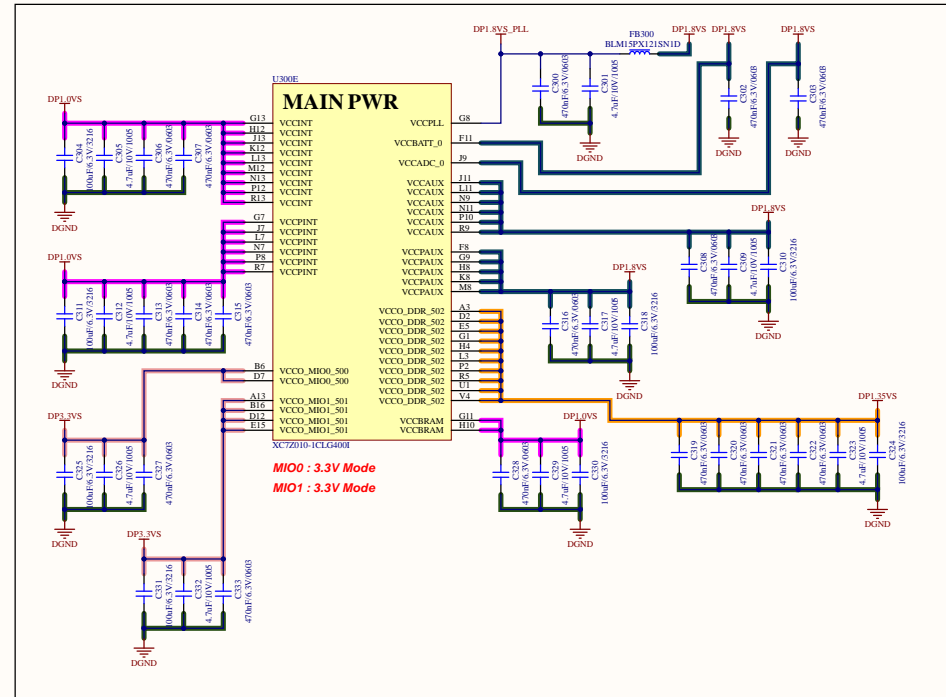 DP1.8VS_PLL
FB300
BLM15PX121SN1D
DP1.8VS
DP1.8VS
DP1.8VS
C300
470nF/6.3V/0603
C301
4.7uF/10V/1005
C302
470nF/6.3V/0603
C303
470nF/6.3V/0603
DGND
DGND
DGND
U300E
MAIN PWR
DP1.0VS
C304
100uF/6.3V/3216
C305
4.7uF/10V/1005
C306
470nF/6.3V/0603
C307
470nF/6.3V/0603
DGND
G13 VCCINT
H12 VCCINT
J13 VCCINT
K12 VCCINT
L13 VCCINT
M12 VCCINT
N13 VCCINT
P12 VCCINT
R13 VCCINT
G7 VCCPINT
J7 VCCPINT
L7 VCCPINT
N7 VCCPINT
P8 VCCPINT
R7 VCCPINT
DP1.0VS
C311
100uF/6.3V/3216
C312
4.7uF/10V/1005
C313
470nF/6.3V/0603
C314
470nF/6.3V/0603
C315
470nF/6.3V/0603
DGND
B6 VCCO_MIO0_500
D7 VCCO_MIO0_500
A13 VCCO_MIO1_501
B16 VCCO_MIO1_501
D12 VCCO_MIO1_501
E15 VCCO_MIO1_501
DP3.3VS
C325
100uF/6.3V/3216
C326
4.7uF/10V/1005
C327
470nF/6.3V/0603
DGND
DP3.3VS
C331
100uF/6.3V/3216
C332
4.7uF/10V/1005
C333
470nF/6.3V/0603
DGND
VCCPLL G8
VCCBATT_0 F11
VCCADC_0 J9
VCCAUX J11
VCCAUX L11
VCCAUX N9
VCCAUX N11
VCCAUX P10
VCCAUX R9
DP1.8VS
C308
470nF/6.3V/0603
C309
4.7uF/10V/1005
C310
100uF/6.3V/3216
DGND
VCCPAUX F8
VCCPAUX G9
VCCPAUX H8
VCCPAUX K8
VCCPAUX M8
DP1.8VS
C316
470nF/6.3V/0603
C317
4.7uF/10V/1005
C318
100uF/6.3V/3216
DGND
VCCO_DDR_502 A3
VCCO_DDR_502 D2
VCCO_DDR_502 E5
VCCO_DDR_502 G1
VCCO_DDR_502 H4
VCCO_DDR_502 L3
VCCO_DDR_502 P2
VCCO_DDR_502 R5
VCCO_DDR_502 U1
VCCO_DDR_502 V4
DP1.35VS
C319
470nF/6.3V/0603
C320
470nF/6.3V/0603
C321
470nF/6.3V/0603
C322
470nF/6.3V/0603
C323
4.7uF/10V/1005
C324
100uF/6.3V/3216
DGND
VCCBRAM G11
VCCBRAM H10
DP1.0VS
C328
470nF/6.3V/0603
C329
4.7uF/10V/1005
C330
100uF/6.3V/3216
DGND
XC7Z010-1CLG400I
MIO0 : 3.3V Mode
MIO1 : 3.3V Mode